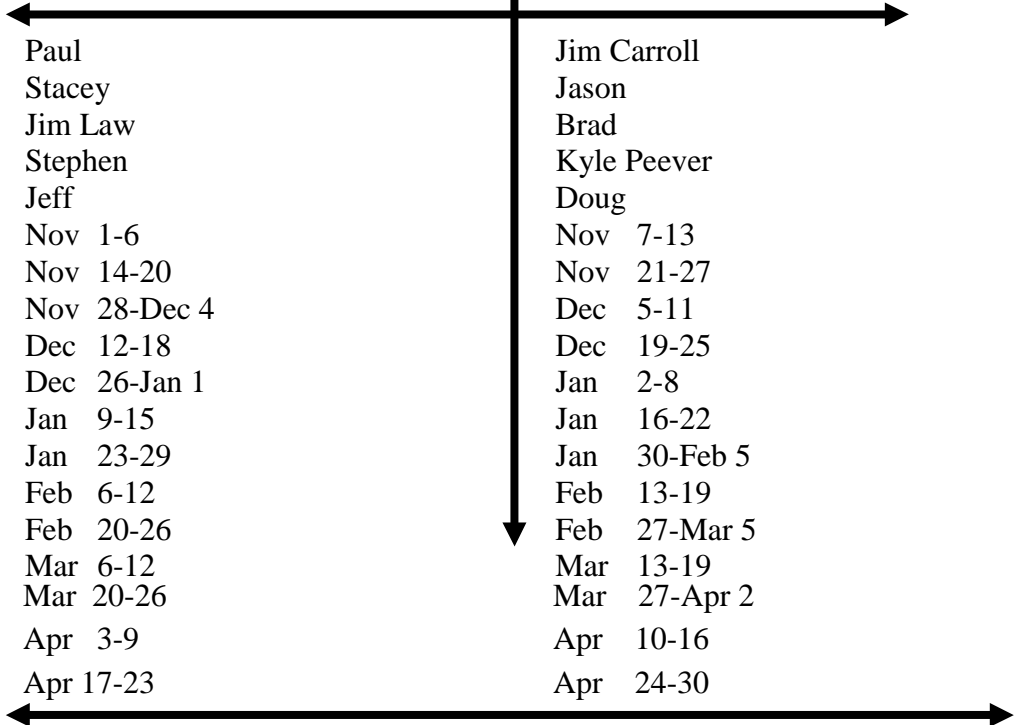 Paul
Stacey
Jim Law
Stephen
Jeff
Nov 1-6
Nov 14-20
Nov 28-Dec 4
Dec 12-18
Dec 26-Jan 1
Jan 9-15
Jan 23-29
Feb 6-12
Feb 20-26
Mar 6-12
Mar 20-26
Apr 3-9
Apr 17-23
Jim Carroll
Jason
Brad
Kyle Peever
Doug
Nov 7-13
Nov 21-27
Dec 5-11
Dec 19-25
Jan 2-8
Jan 16-22
Jan 30-Feb 5
Feb 13-19
Feb 27-Mar 5
Mar 13-19
Mar 27-Apr 2
Apr 10-16
Apr 24-30